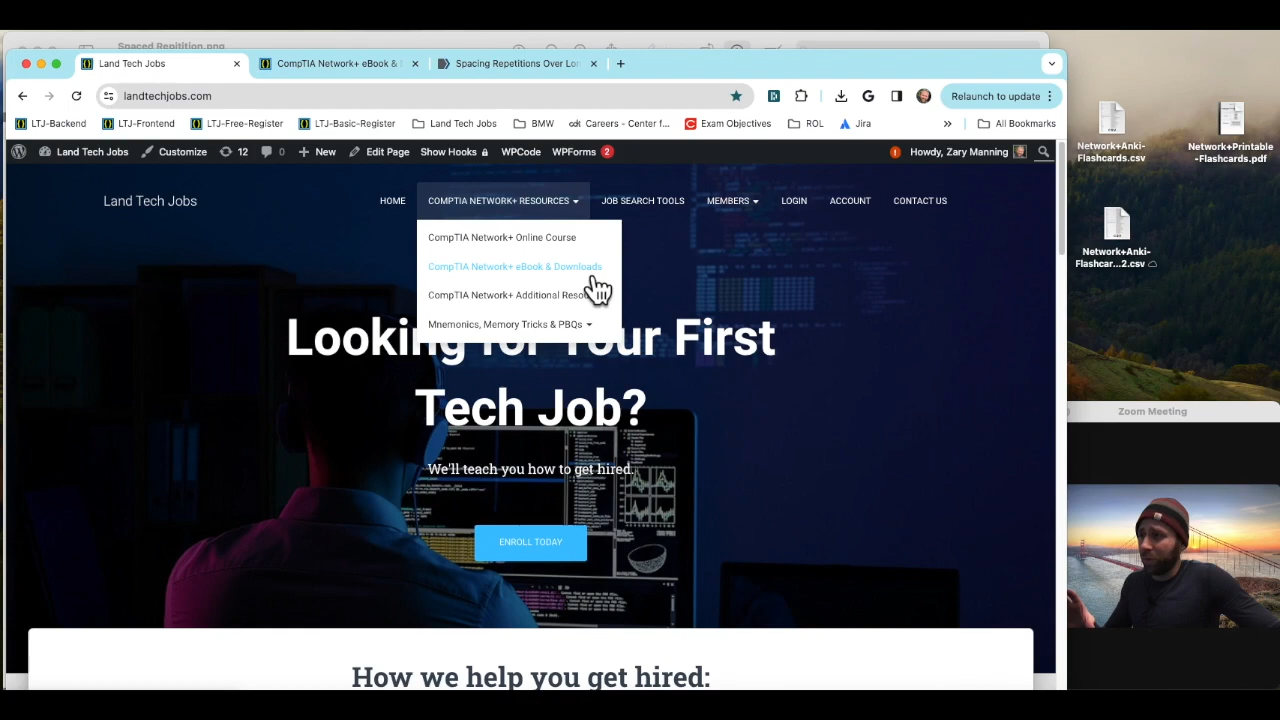 Spaced Repitition.png
Land Tech Jobs
CompTIA Network+ eBook &
Spacing Repetitions Over Lon
landtechjobs.com
Relaunch to update
LTJ-Backend
LTJ-Frontend
LTJ-Free-Register
LTJ-Basic-Register
Land Tech Jobs
BMW
cdk Careers - Center f...
Exam Objectives
ROL
Jira
»
All Bookmarks
Land Tech Jobs
Customize
12
0
New
Edit Page
Show Hooks
WPCode
WPForms 2
Howdy, Zary Manning
Land Tech Jobs
HOME
COMPTIA NETWORK+ RESOURCES
JOB SEARCH TOOLS
MEMBERS
LOGIN
ACCOUNT
CONTACT US
CompTIA Network+ Online Course
CompTIA Network+ eBook & Downloads
CompTIA Network+ Additional Resou
Mnemonics, Memory Tricks & PBQs
Looking for Your First
Tech Job?
We'll teach you how to get hired.
ENROLL TODAY
How we help you get hired:
Network+Anki-
Flashcards.csv
Network+Printable
-Flashcards.pdf
Network+Anki-
Flashcar...2.csv
Zoom Meeting